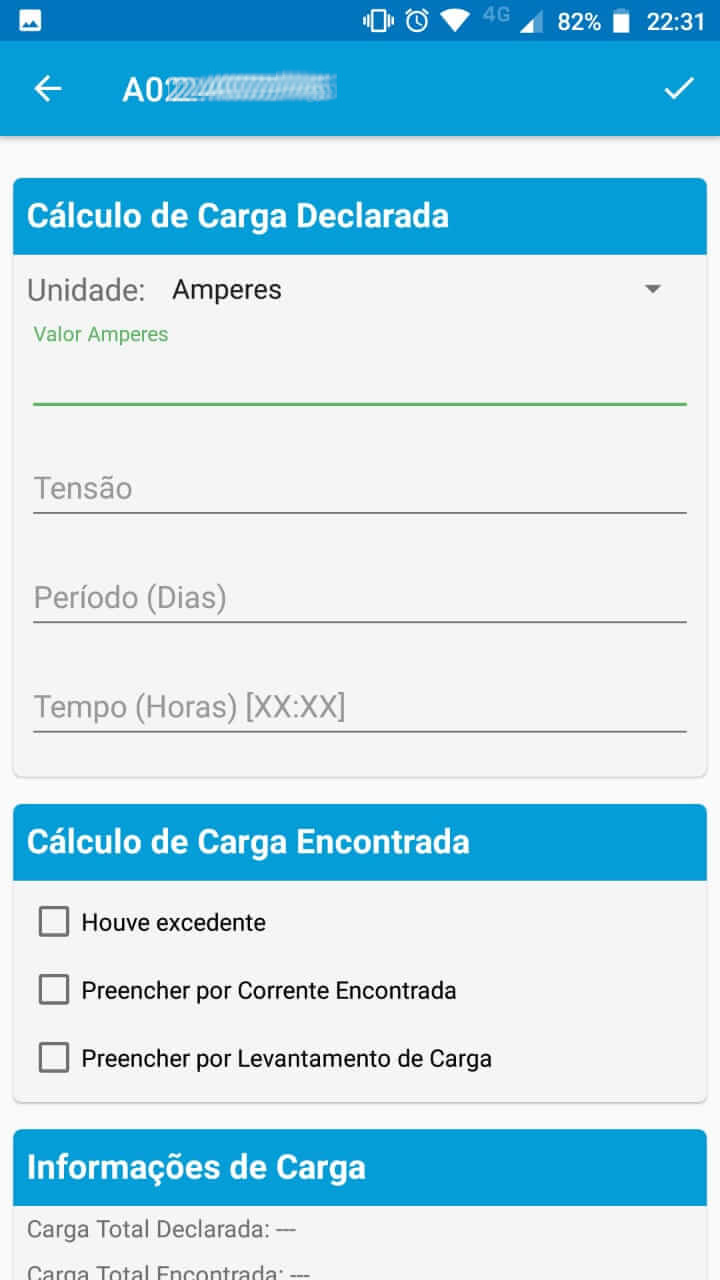 4G 82% 22:31
Cálculo de Carga Declarada
Unidade: Amperes
Valor Amperes
Tensão
Período (Dias)
Tempo (Horas) [XX:XX]
Cálculo de Carga Encontrada
Houve excedente
Preencher por Corrente Encontrada
Preencher por Levantamento de Carga
Informações de Carga
Carga Total Declarada: ---
Carga Total Encontrada: ---